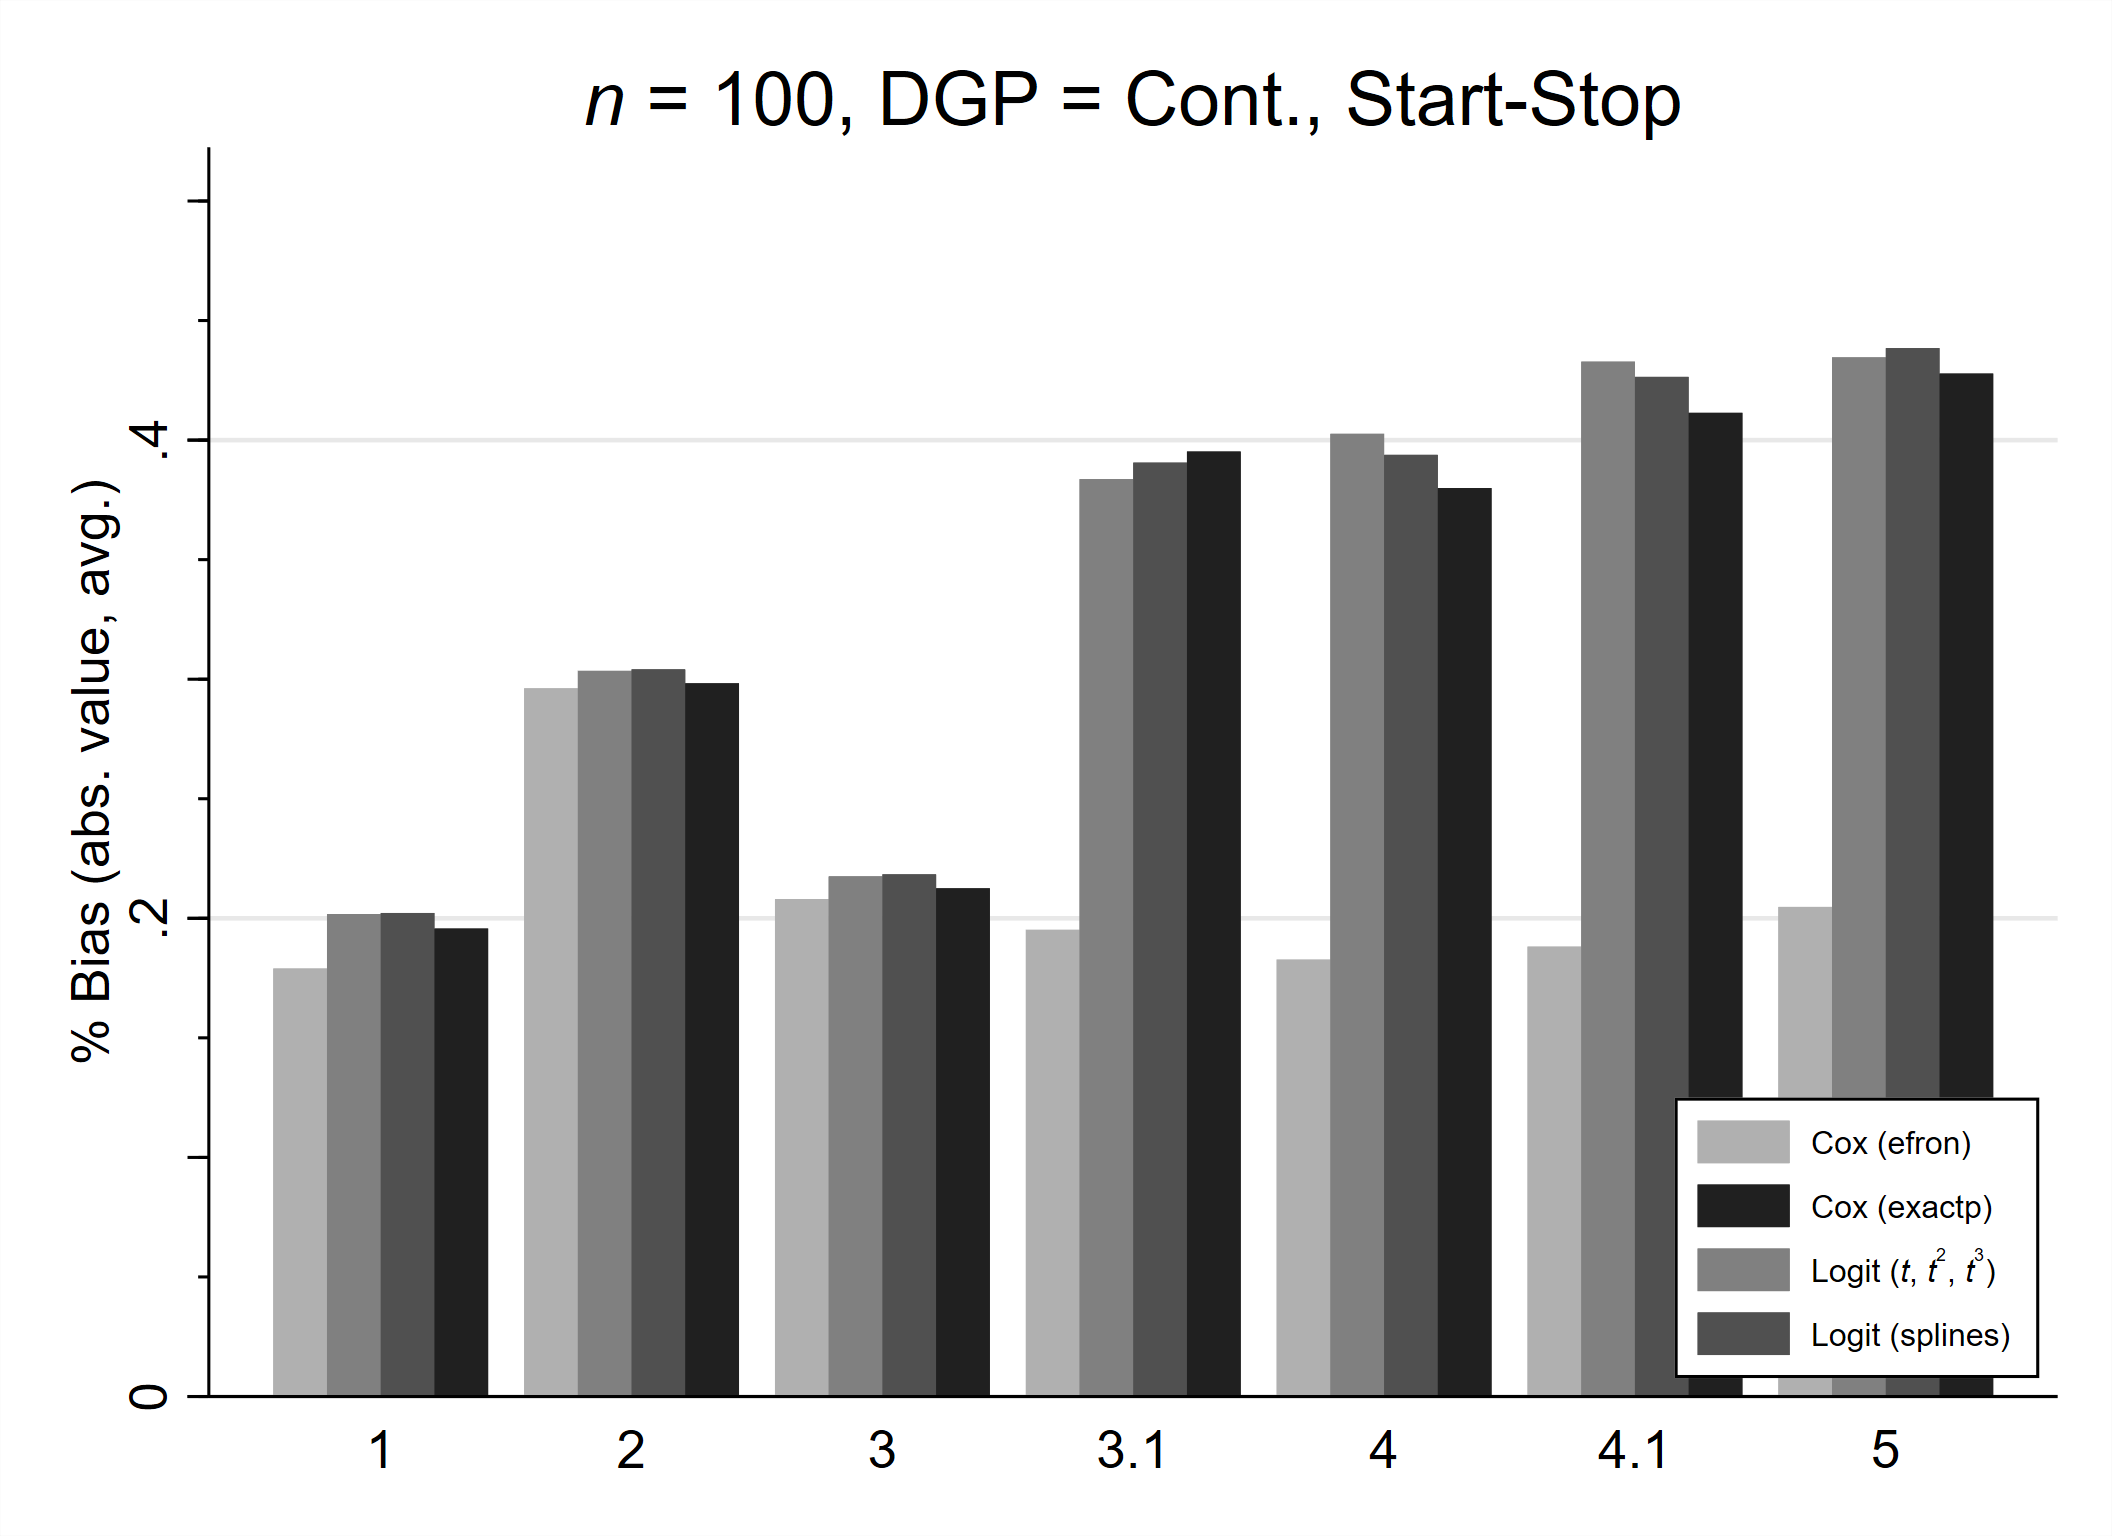 n = 100, DGP = Cont., Start-Stop
% Bias (abs. value, avg.)
.4
.2
0
1 2 3 3.1 4 4.1 5
Cox (efron)
Cox (exactp)
Logit (t, t², t³)
Logit (splines)